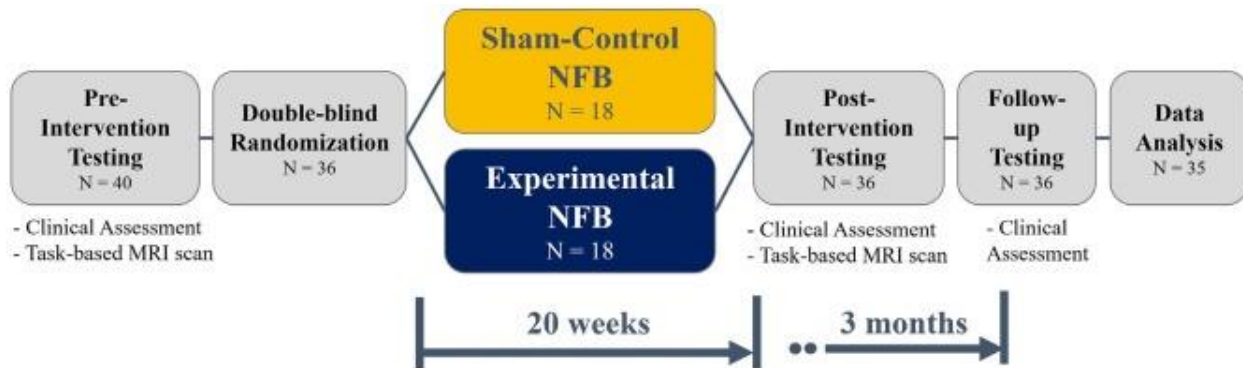 Pre-
Intervention
Testing
N = 40
- Clinical Assessment
- Task-based MRI scan
Double-blind
Randomization
N = 36
Sham-Control
NFB
N = 18
Experimental
NFB
N = 18
Post-
Intervention
Testing
N = 36
- Clinical Assessment
- Task-based MRI scan
Follow-
up
Testing
N = 36
- Clinical
Assessment
Data
Analysis
N = 35
20 weeks
3 months